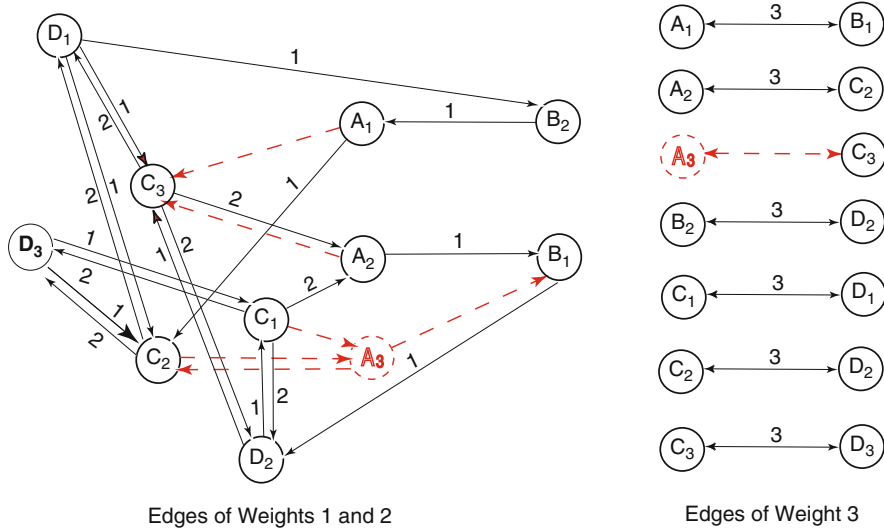 D1
1
B2
1
A1
1
2
C3
2
1
2
1
D3
1
2
1
2
1
2
A2
1
B1
C1
2
C2
A3
1
2
1
D2
Edges of Weights 1 and 2
A1 3 B1
A2 3 C2
A3 C3
B2 3 D2
C1 3 D1
C2 3 D2
C3 3 D3
Edges of Weight 3